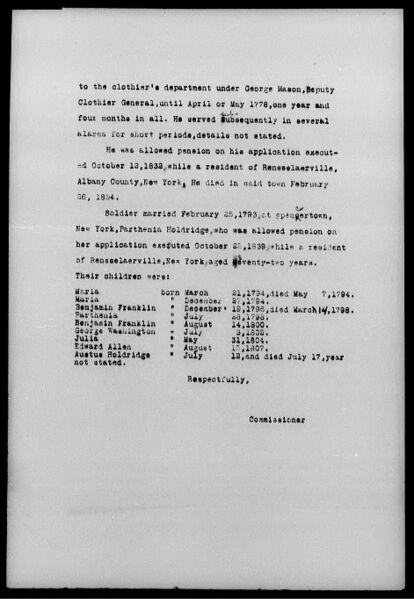 to the clothier's department under George Mason,Deputy
Clothier General,until April or May 1778,one year and
four months in all. He served subsequently in several
alarms for short periods,details not stated.
He was allowed pension on his application execut-
ed October 13,1832,while a resident of Rensselaerville,
Albany County,New York. He died in said town February
26, 1834.
Soldier married February 25,1793,at Spencertown,
New York,Parthenia Holdridge,who was allowed pension on
her application executed October 22,1839,while a resident
of Rensselaerville,New York,aged seventy-two years.
Their children were:
Maria born March 21,1794,died May 7,1794.
Maria " December 27,1794.
Benjamin Franklin " December 19,1796,died March 14,1798.
Parthenia " July 28,1798.
Benjamin Franklin " August 14,1800.
George Washington " July 3,1802.
Julia " May 31,1804.
Edward Allen " August 15,1807.
Austus Holdridge " July 13,and died July 17,year
not stated.
Respectfully,
Commissioner